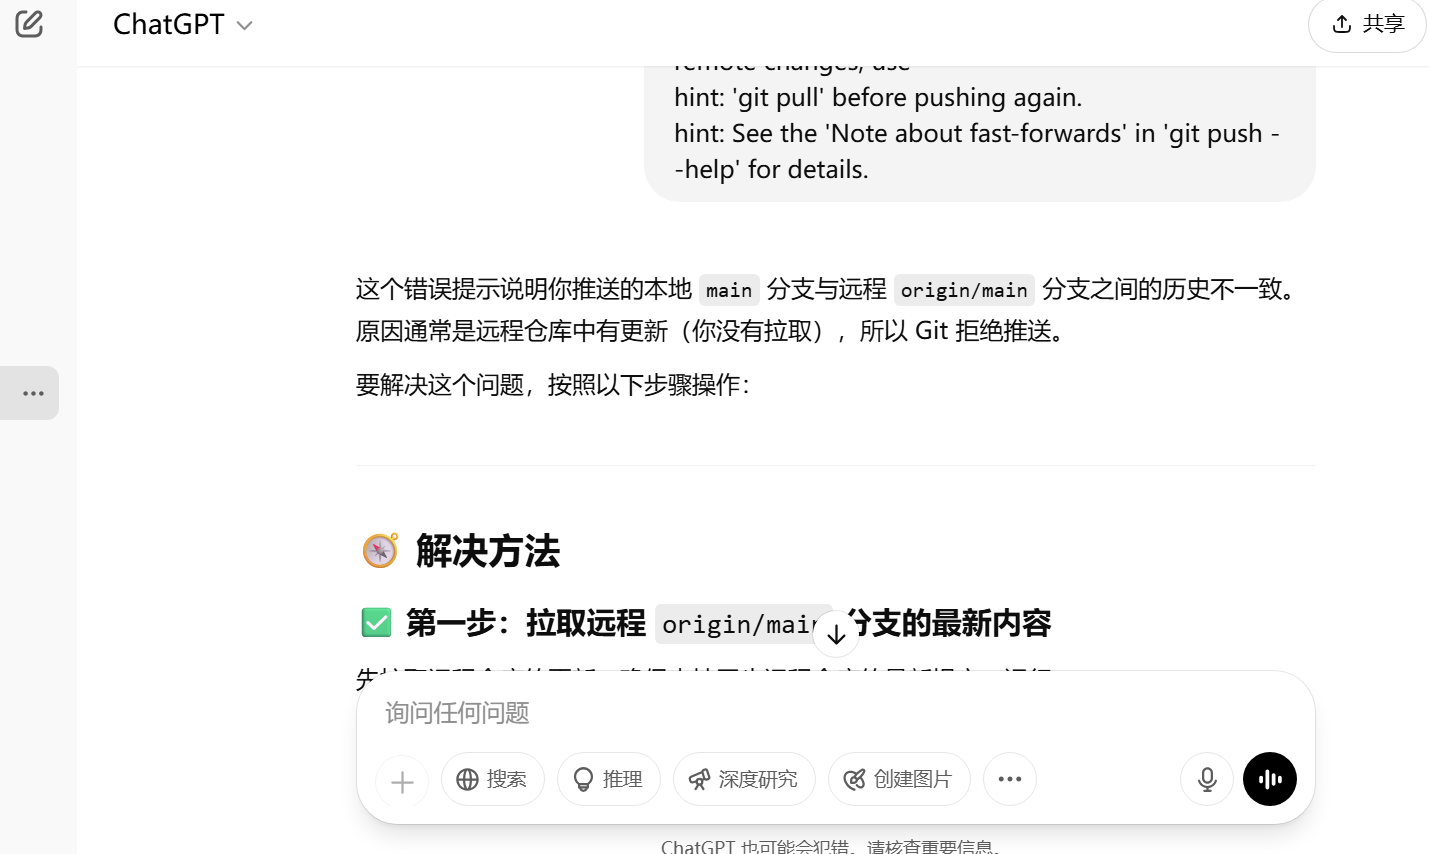 ChatGPT
共享
remote changes, use
hint: 'git pull' before pushing again.
hint: See the 'Note about fast-forwards' in 'git push -
-help' for details.
这个错误提示说明你推送的本地 main 分支与远程 origin/main 分支之间的历史不一致。
原因通常是远程仓库中有更新（你没有拉取），所以 Git 拒绝推送。
要解决这个问题，按照以下步骤操作：
解决方法
第一步：拉取远程 origin/main 分支的最新内容
询问任何问题
搜索 推理 深度研究 创建图片
ChatGPT 也可能会犯错。请核查重要信息。